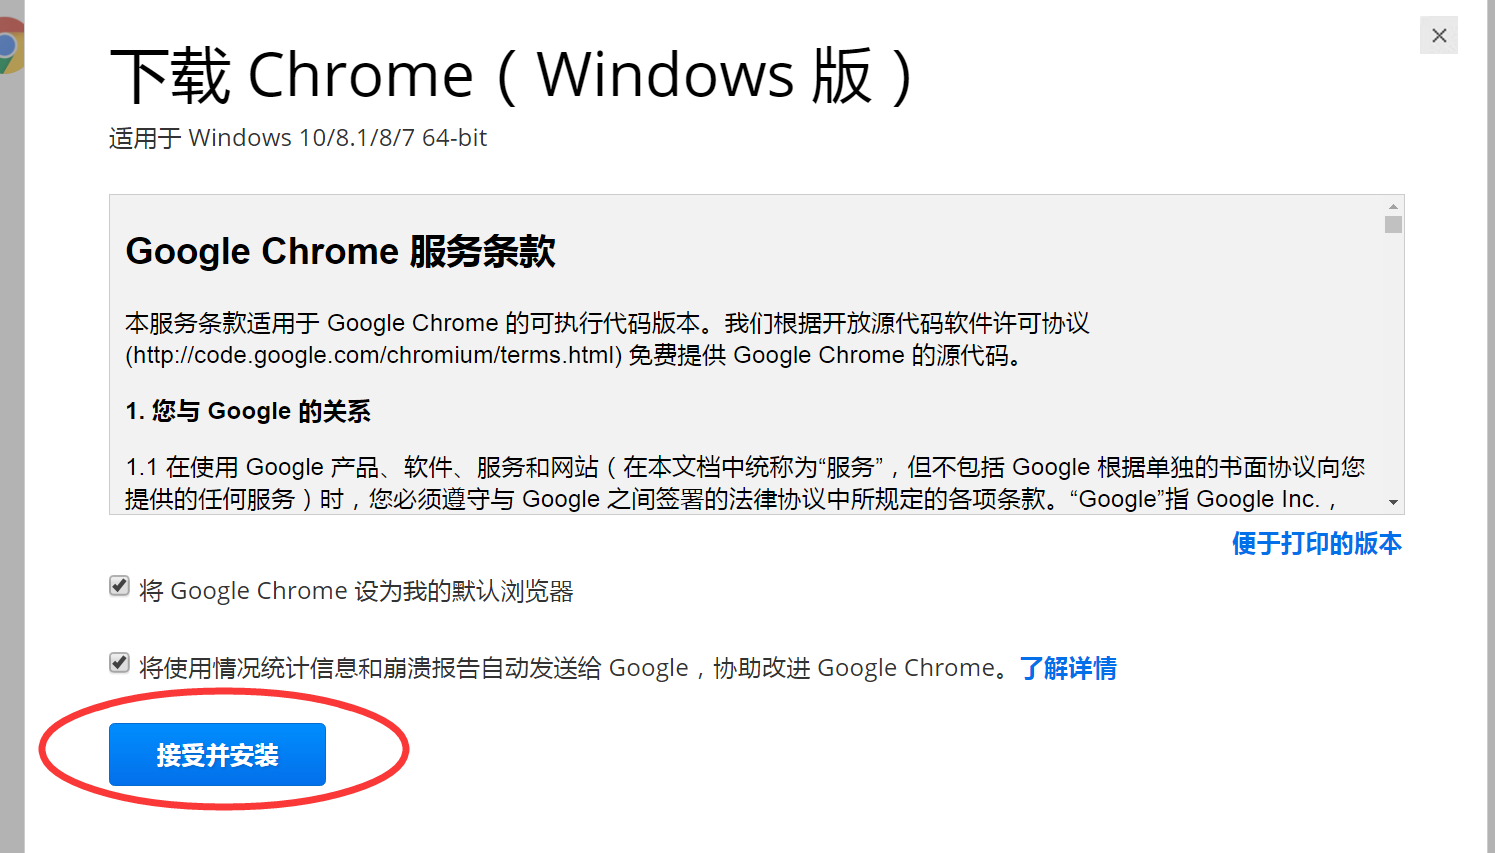 下载 Chrome（Windows 版）
适用于 Windows 10/8.1/8/7 64-bit
Google Chrome 服务条款
本服务条款适用于 Google Chrome 的可执行代码版本。我们根据开放源代码软件许可协议
(http://code.google.com/chromium/terms.html) 免费提供 Google Chrome 的源代码。
1. 您与 Google 的关系
1.1 在使用 Google 产品、软件、服务和网站（在本文档中统称为“服务”，但不包括 Google 根据单独的书面协议向您
提供的任何服务）时，您必须遵守与 Google 之间签署的法律协议中所规定的各项条款。“Google”指 Google Inc.，
便于打印的版本
将 Google Chrome 设为我的默认浏览器
将使用情况统计信息和崩溃报告自动发送给 Google，协助改进 Google Chrome。了解详情
接受并安装